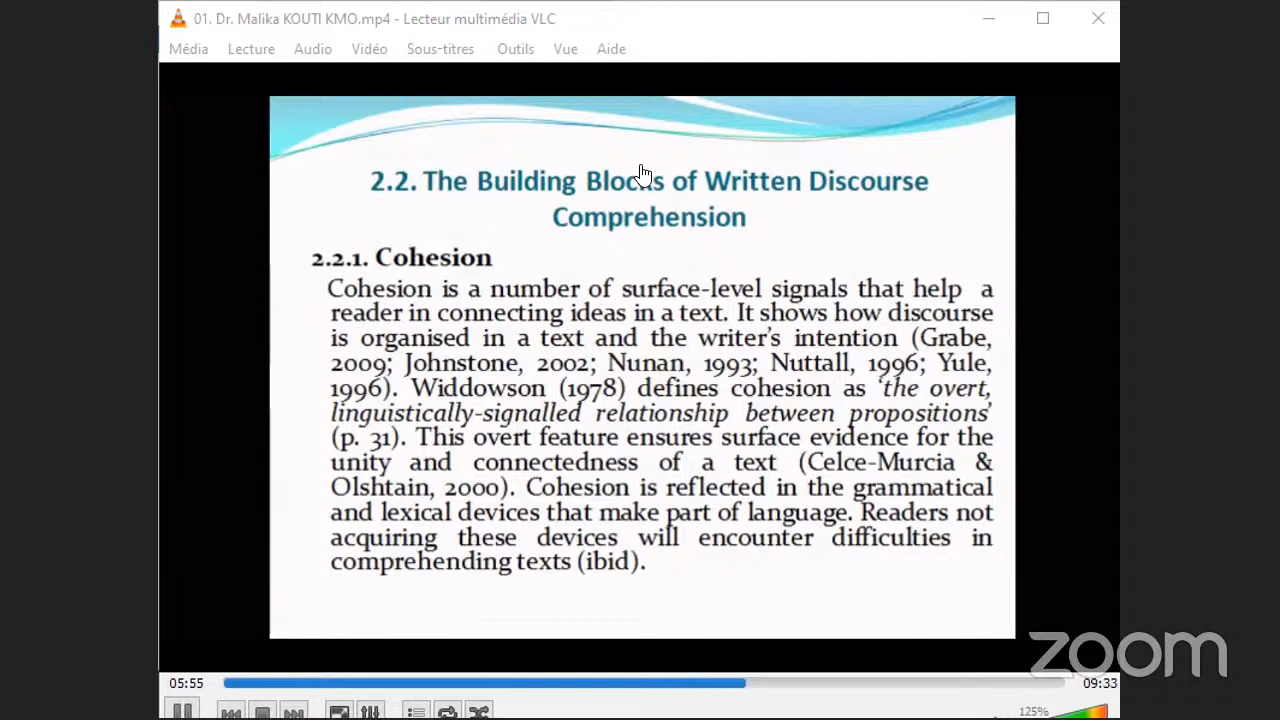 01. Dr. Malika KOUTI KMO.mp4 - Lecteur multimédia VLC
Média Lecture Audio Vidéo Sous-titres Outils Vue Aide
2.2. The Building Blocks of Written Discourse
Comprehension
2.2.1. Cohesion
Cohesion is a number of surface-level signals that help a
reader in connecting ideas in a text. It shows how discourse
is organised in a text and the writer's intention (Grabe,
2009; Johnstone, 2002; Nunan, 1993; Nuttall, 1996; Yule,
1996). Widdowson (1978) defines cohesion as 'the overt,
linguistically-signalled relationship between propositions'
(p. 31). This overt feature ensures surface evidence for the
unity and connectedness of a text (Celce-Murcia &
Olshtain, 2000). Cohesion is reflected in the grammatical
and lexical devices that make part of language. Readers not
acquiring these devices will encounter difficulties in
comprehending texts (ibid).
zoom
05:55 09:33
125%